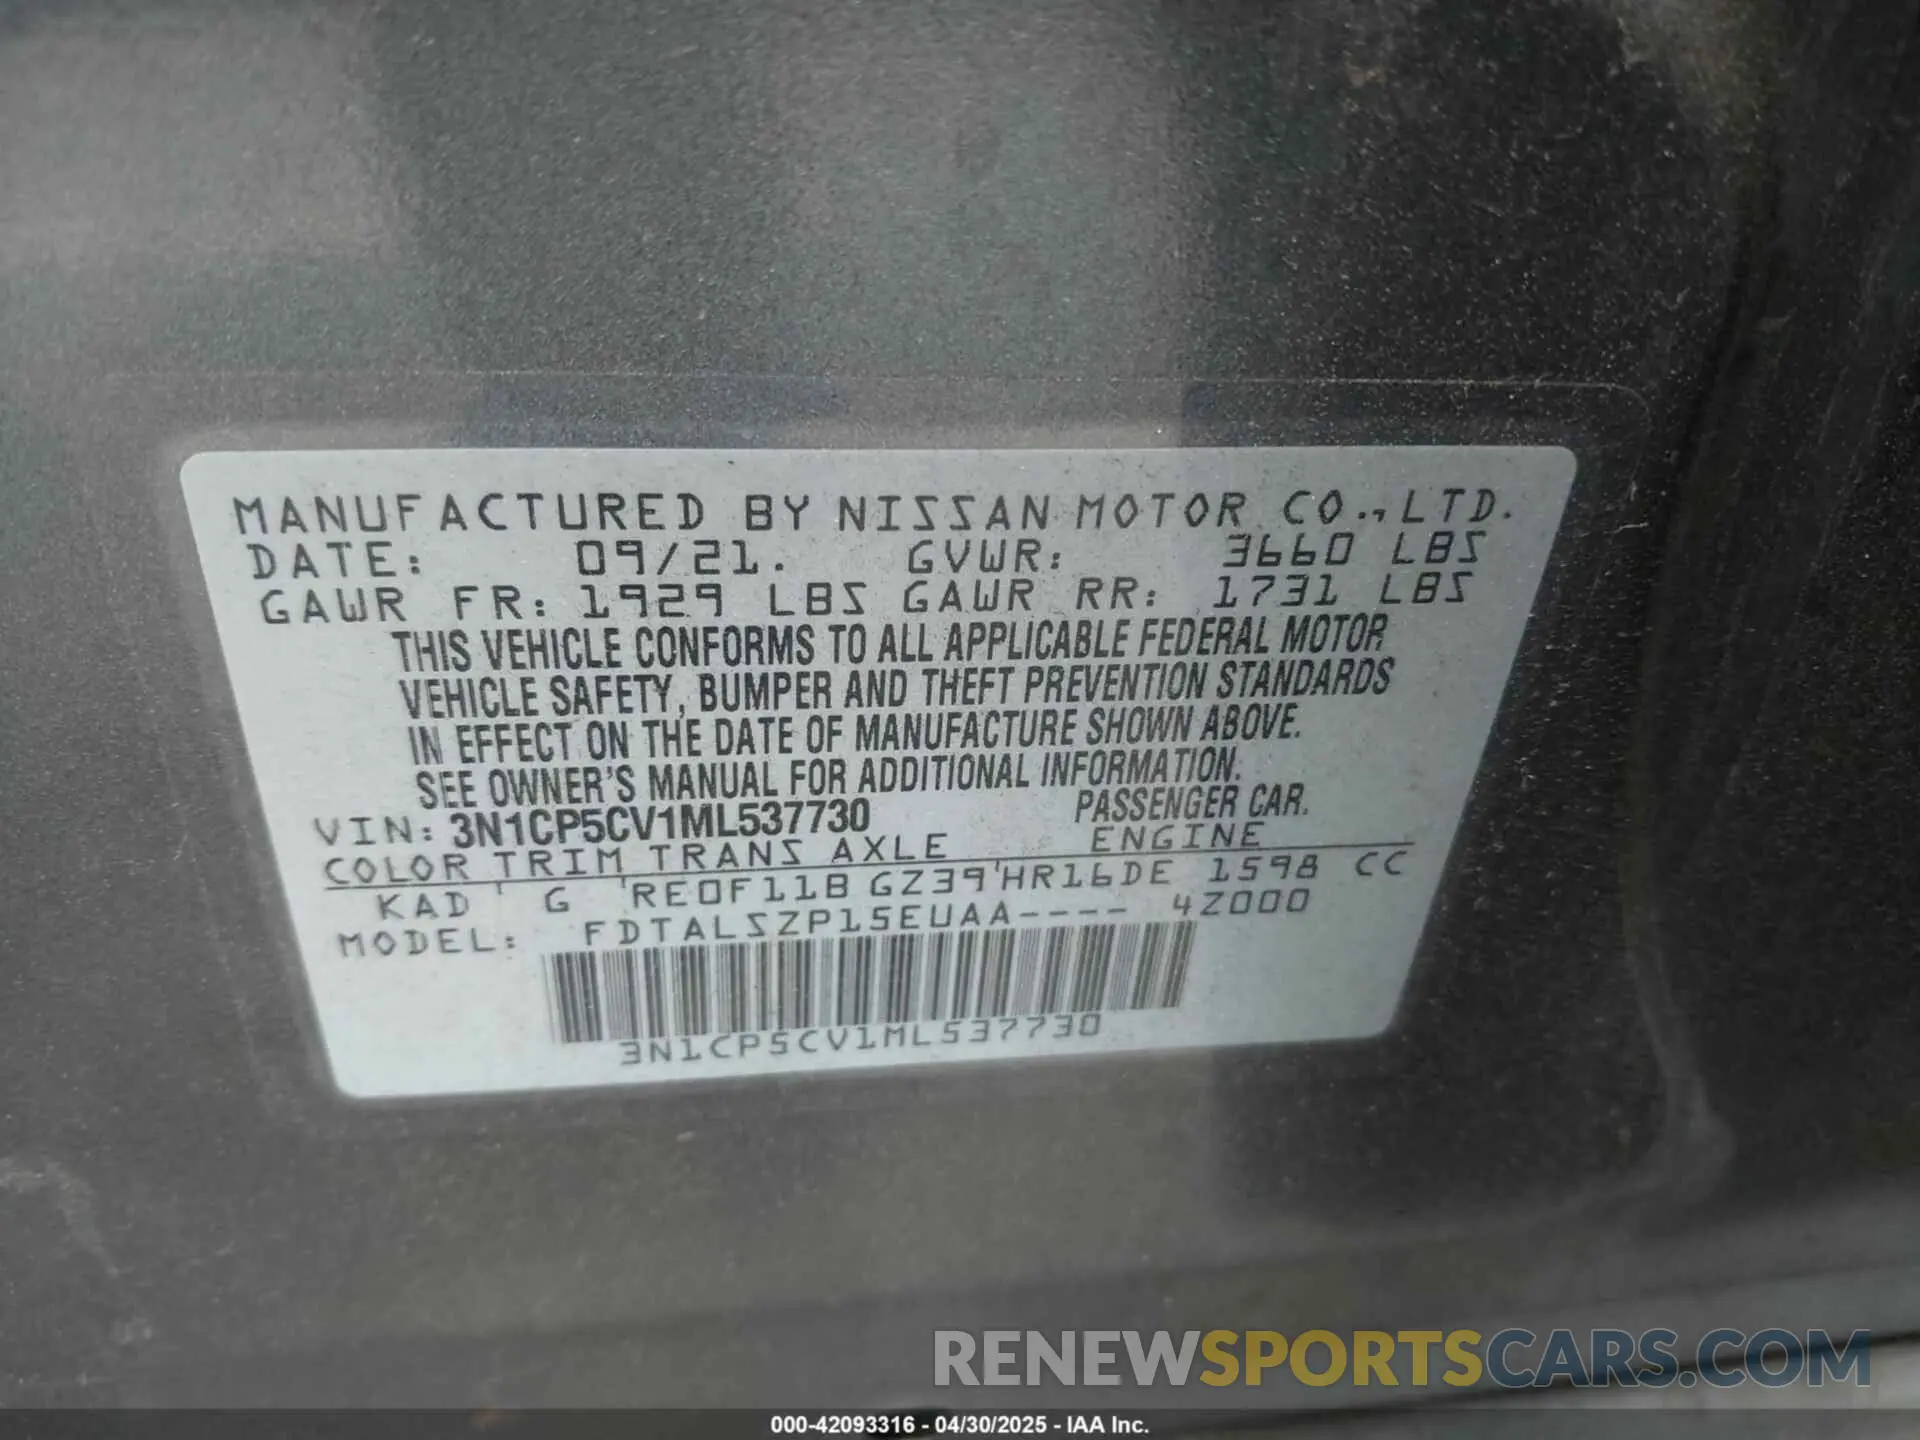 MANUFACTURED BY NISSAN MOTOR CO., LTD.
DATE: 09/21. GVWR: 3660 LBS
GAWR FR: 1929 LBS GAWR RR: 1731 LBS
THIS VEHICLE CONFORMS TO ALL APPLICABLE FEDERAL MOTOR
VEHICLE SAFETY, BUMPER AND THEFT PREVENTION STANDARDS
IN EFFECT ON THE DATE OF MANUFACTURE SHOWN ABOVE.
SEE OWNER'S MANUAL FOR ADDITIONAL INFORMATION.
VIN: 3N1CP5CV1ML537730 PASSENGER CAR.
COLOR TRIM TRANS AXLE ENGINE
KAD G RE0F11B GZ39 HR16DE 1598 CC
MODEL: FDTALSZP15EUAA---- 4Z000
3N1CP5CV1ML537730
RENEWSPORTSCARS.COM
000-42093316 - 04/30/2025 - IAA Inc.